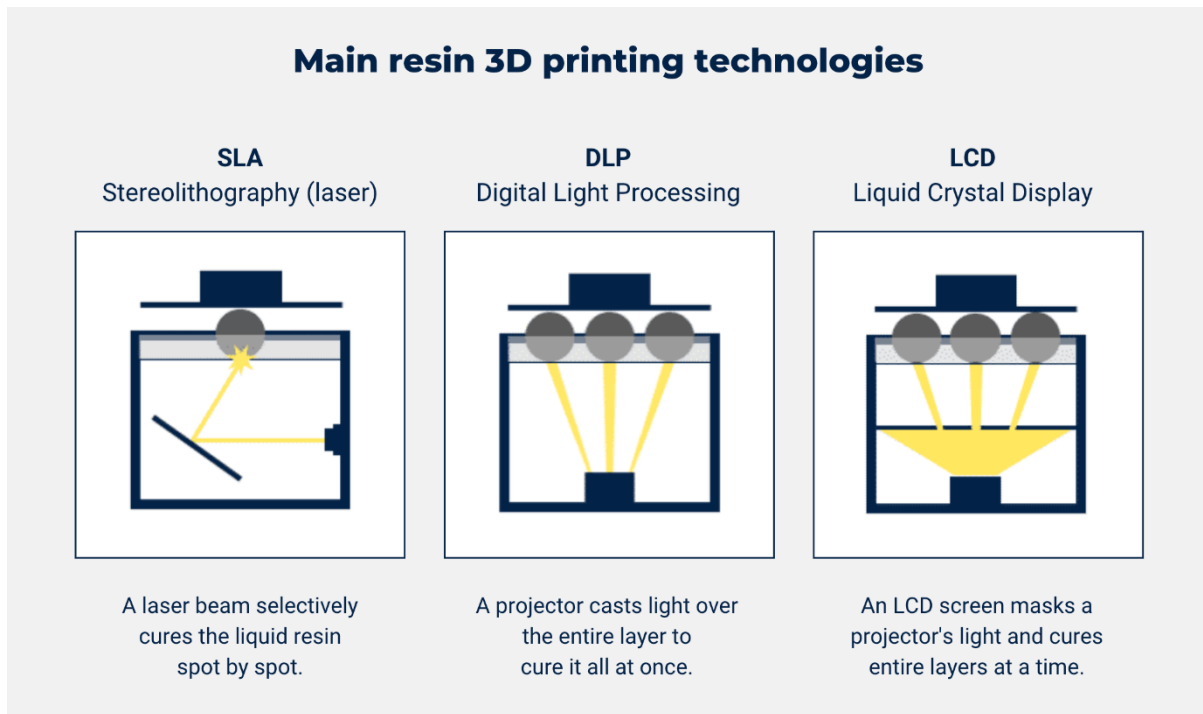 Main resin 3D printing technologies
SLA
Stereolithography (laser)
DLP
Digital Light Processing
LCD
Liquid Crystal Display
A laser beam selectively
cures the liquid resin
spot by spot.
A projector casts light over
the entire layer to
cure it all at once.
An LCD screen masks a
projector's light and cures
entire layers at a time.